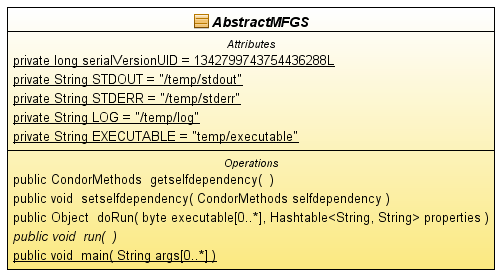 AbstractMFGS
Attributes
private long serialVersionUID = 1342799743754436288L
private String STDOUT = "/temp/stdout"
private String STDERR = "/temp/stderr"
private String LOG = "/temp/log"
private String EXECUTABLE = "temp/executable"
Operations
public CondorMethods getselfdependency( )
public void setselfdependency( CondorMethods selfdependency )
public Object doRun( byte executable[0..*], Hashtable<String, String> properties )
public void run( )
public void main( String args[0..*] )